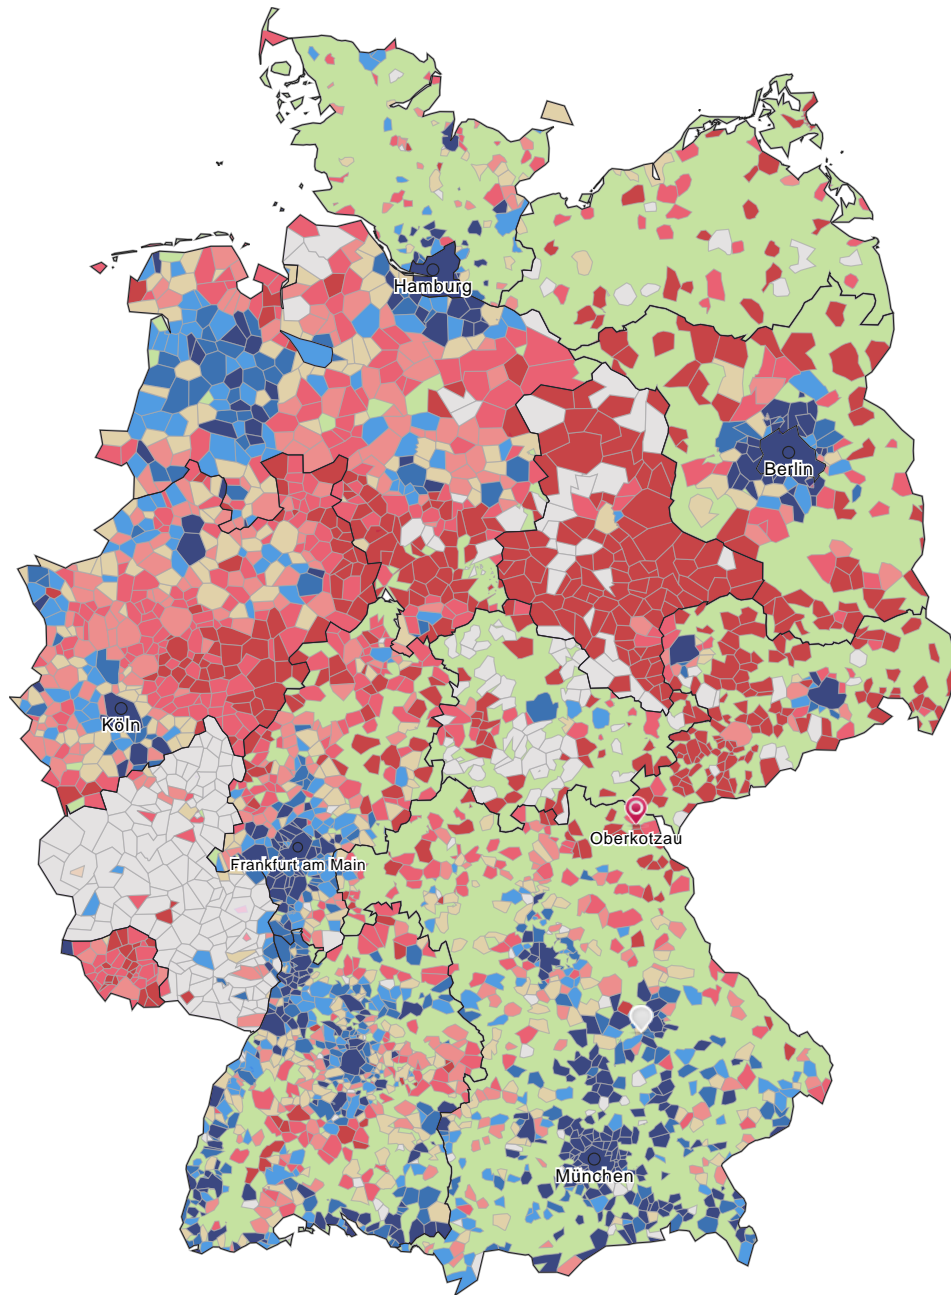 Hamburg
Berlin
Köln
Oberkotzau
Frankfurt am Main
München